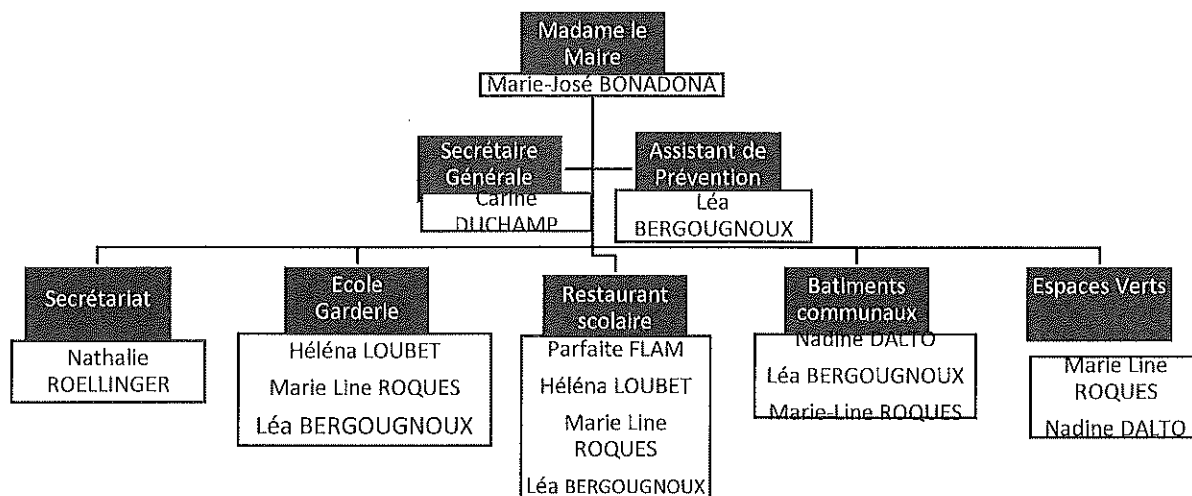 Madame le
Maire
Marie-José BONADONA
Secrétaire
Générale
Carine
DUCHAMP
Assistant de
Prévention
Léa
BERGOUGNOUX
Secrétariat
Nathalie
ROELLINGER
Ecole
Garderie
Héléna LOUBET
Marie Line ROQUES
Léa BERGOUGNOUX
Restaurant
scolaire
Parfaite FLAM
Héléna LOUBET
Marie Line
ROQUES
Léa BERGOUGNOUX
Batiments
communaux
Nadine DALTO
Léa BERGOUGNOUX
Marie-Line ROQUES
Espaces Verts
Marie Line
ROQUES
Nadine DALTO